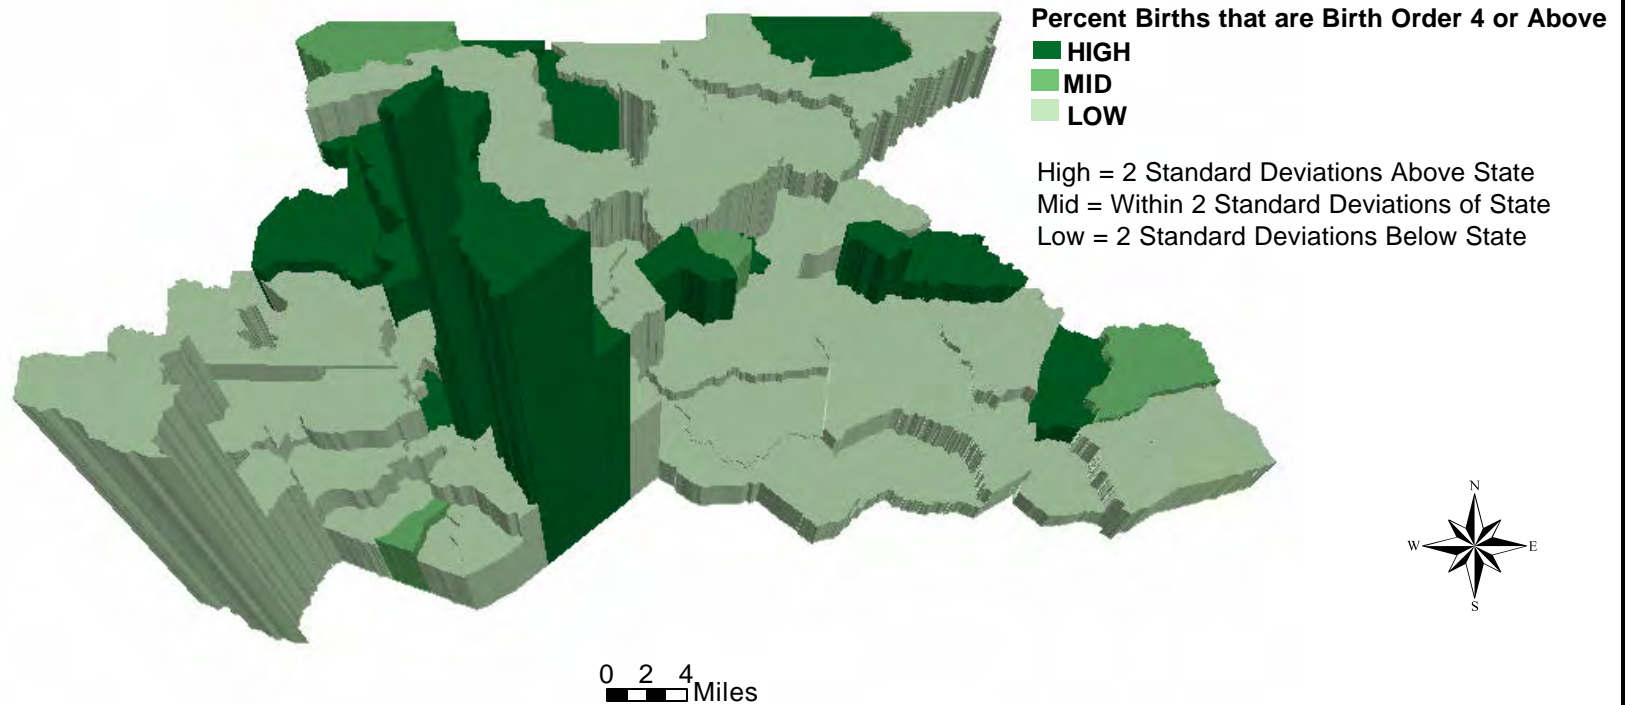 Percent Births that are Birth Order 4 or Above
HIGH
MID
LOW
High = 2 Standard Deviations Above State
Mid = Within 2 Standard Deviations of State
Low = 2 Standard Deviations Below State
N
W E
S
0 2 4
Miles